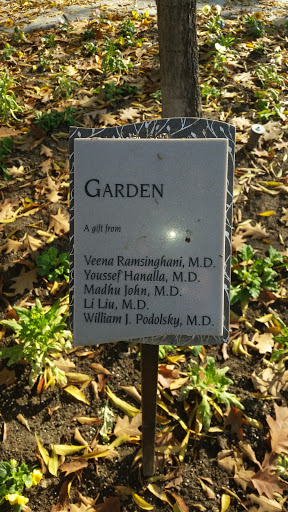 GARDEN
A gift from
Veena Ramsinghani, M.D.
Youssef Hanalla, M.D.
Madhu John, M.D.
Li Liu, M.D.
William J. Podolsky, M.D.